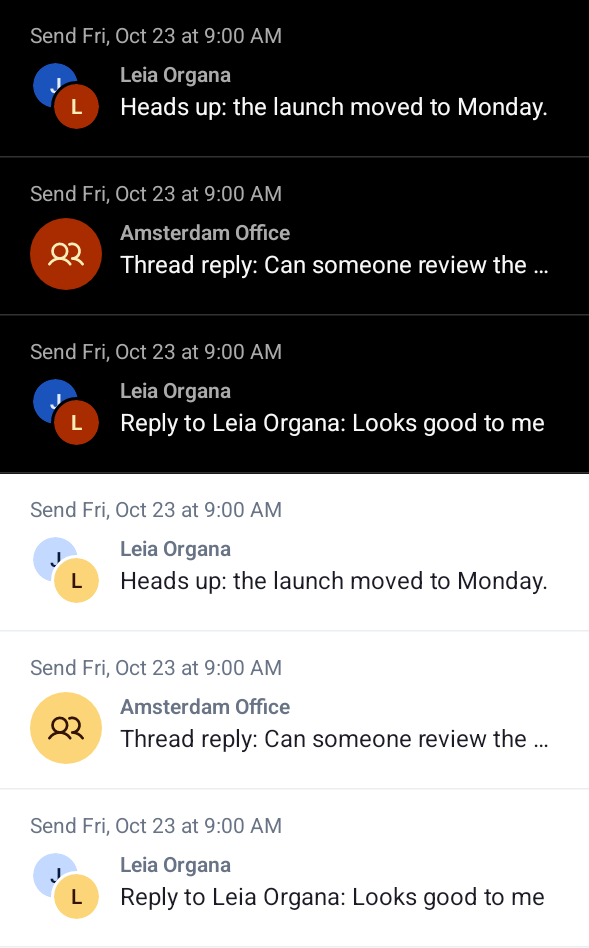 Send Fri, Oct 23 at 9:00 AM
Leia Organa
J
L
Heads up: the launch moved to Monday.
Send Fri, Oct 23 at 9:00 AM
Amsterdam Office
Thread reply: Can someone review the ...
Send Fri, Oct 23 at 9:00 AM
Leia Organa
J
L
Reply to Leia Organa: Looks good to me
Send Fri, Oct 23 at 9:00 AM
Leia Organa
J
L
Heads up: the launch moved to Monday.
Send Fri, Oct 23 at 9:00 AM
Amsterdam Office
Thread reply: Can someone review the ...
Send Fri, Oct 23 at 9:00 AM
Leia Organa
J
L
Reply to Leia Organa: Looks good to me